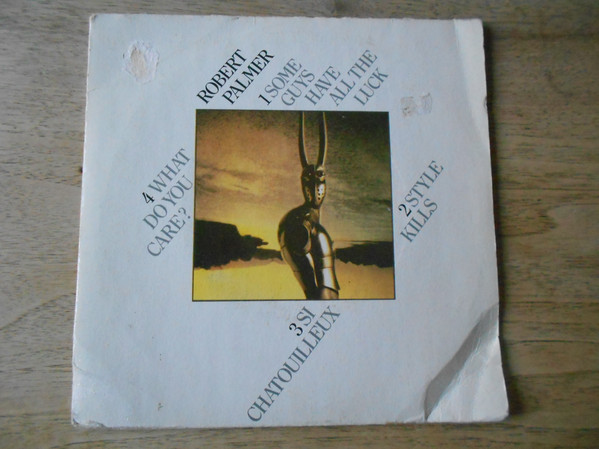 ROBERT
PALMER
1 SOME
GUYS
HAVE
ALL THE
LUCK
2 STYLE
KILLS
3 SI
CHATOUILLEUX
4 WHAT
DO YOU
CARE?